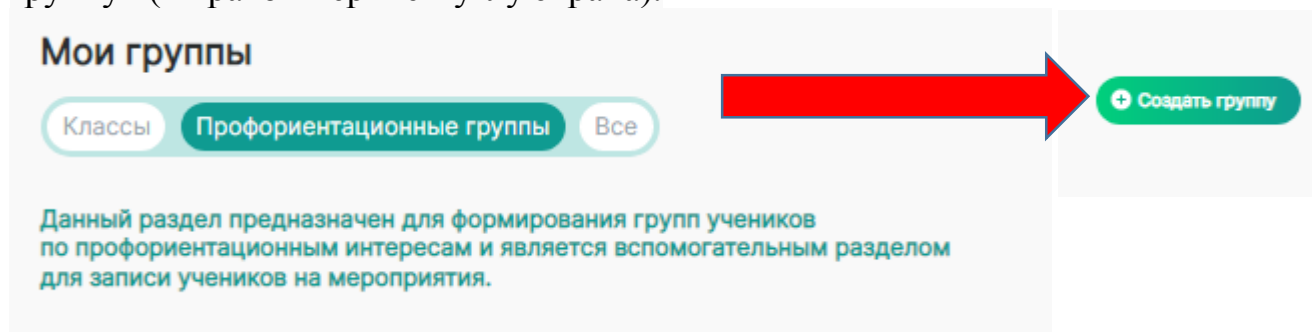 Мои группы
Классы Профориентационные группы Все
Создать группу
Данный раздел предназначен для формирования групп учеников
по профориентационным интересам и является вспомогательным разделом
для записи учеников на мероприятия.